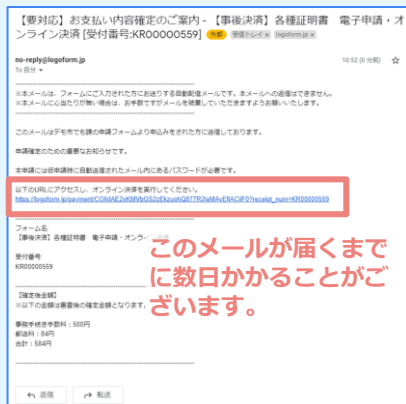 【要対応】お支払い内容確定のご案内 - 【事後決済】各種証明書　電子申請・オ
ンライン決済 [受付番号:KR00000559] 外部 受信トレイ× logoform.jp×
no-reply@logoform.jp 10:52 (0 分前) ☆
To 自分
※本メールは、フォームにご入力された方にお送りする自動配信メールです。本メールへの返信はできません。
※本メールに心当たりが無い場合は、お手数ですがメールを破棄していただきますようお願いいたします。
このメールはデモ市でも課の申請フォームより申込みをされた方に送信しております。
申請確定のための重要なお知らせです。
本申請には仮申請時に自動送信されたメール内にあるパスワードが必要です。
以下のURLにアクセスし、オンライン決済を実行してください。
フォーム名:
【事後決済】各種証明書　電子申請・オンラ
受付番号:
KR00000559
このメールが届くまで
に数日かかることがご
ざいます。
【確定後金額】
※以下の金額は審査後の確定金額となります。
事務手続き手数料：500円
郵送料：84円
合計：584円
返信 転送